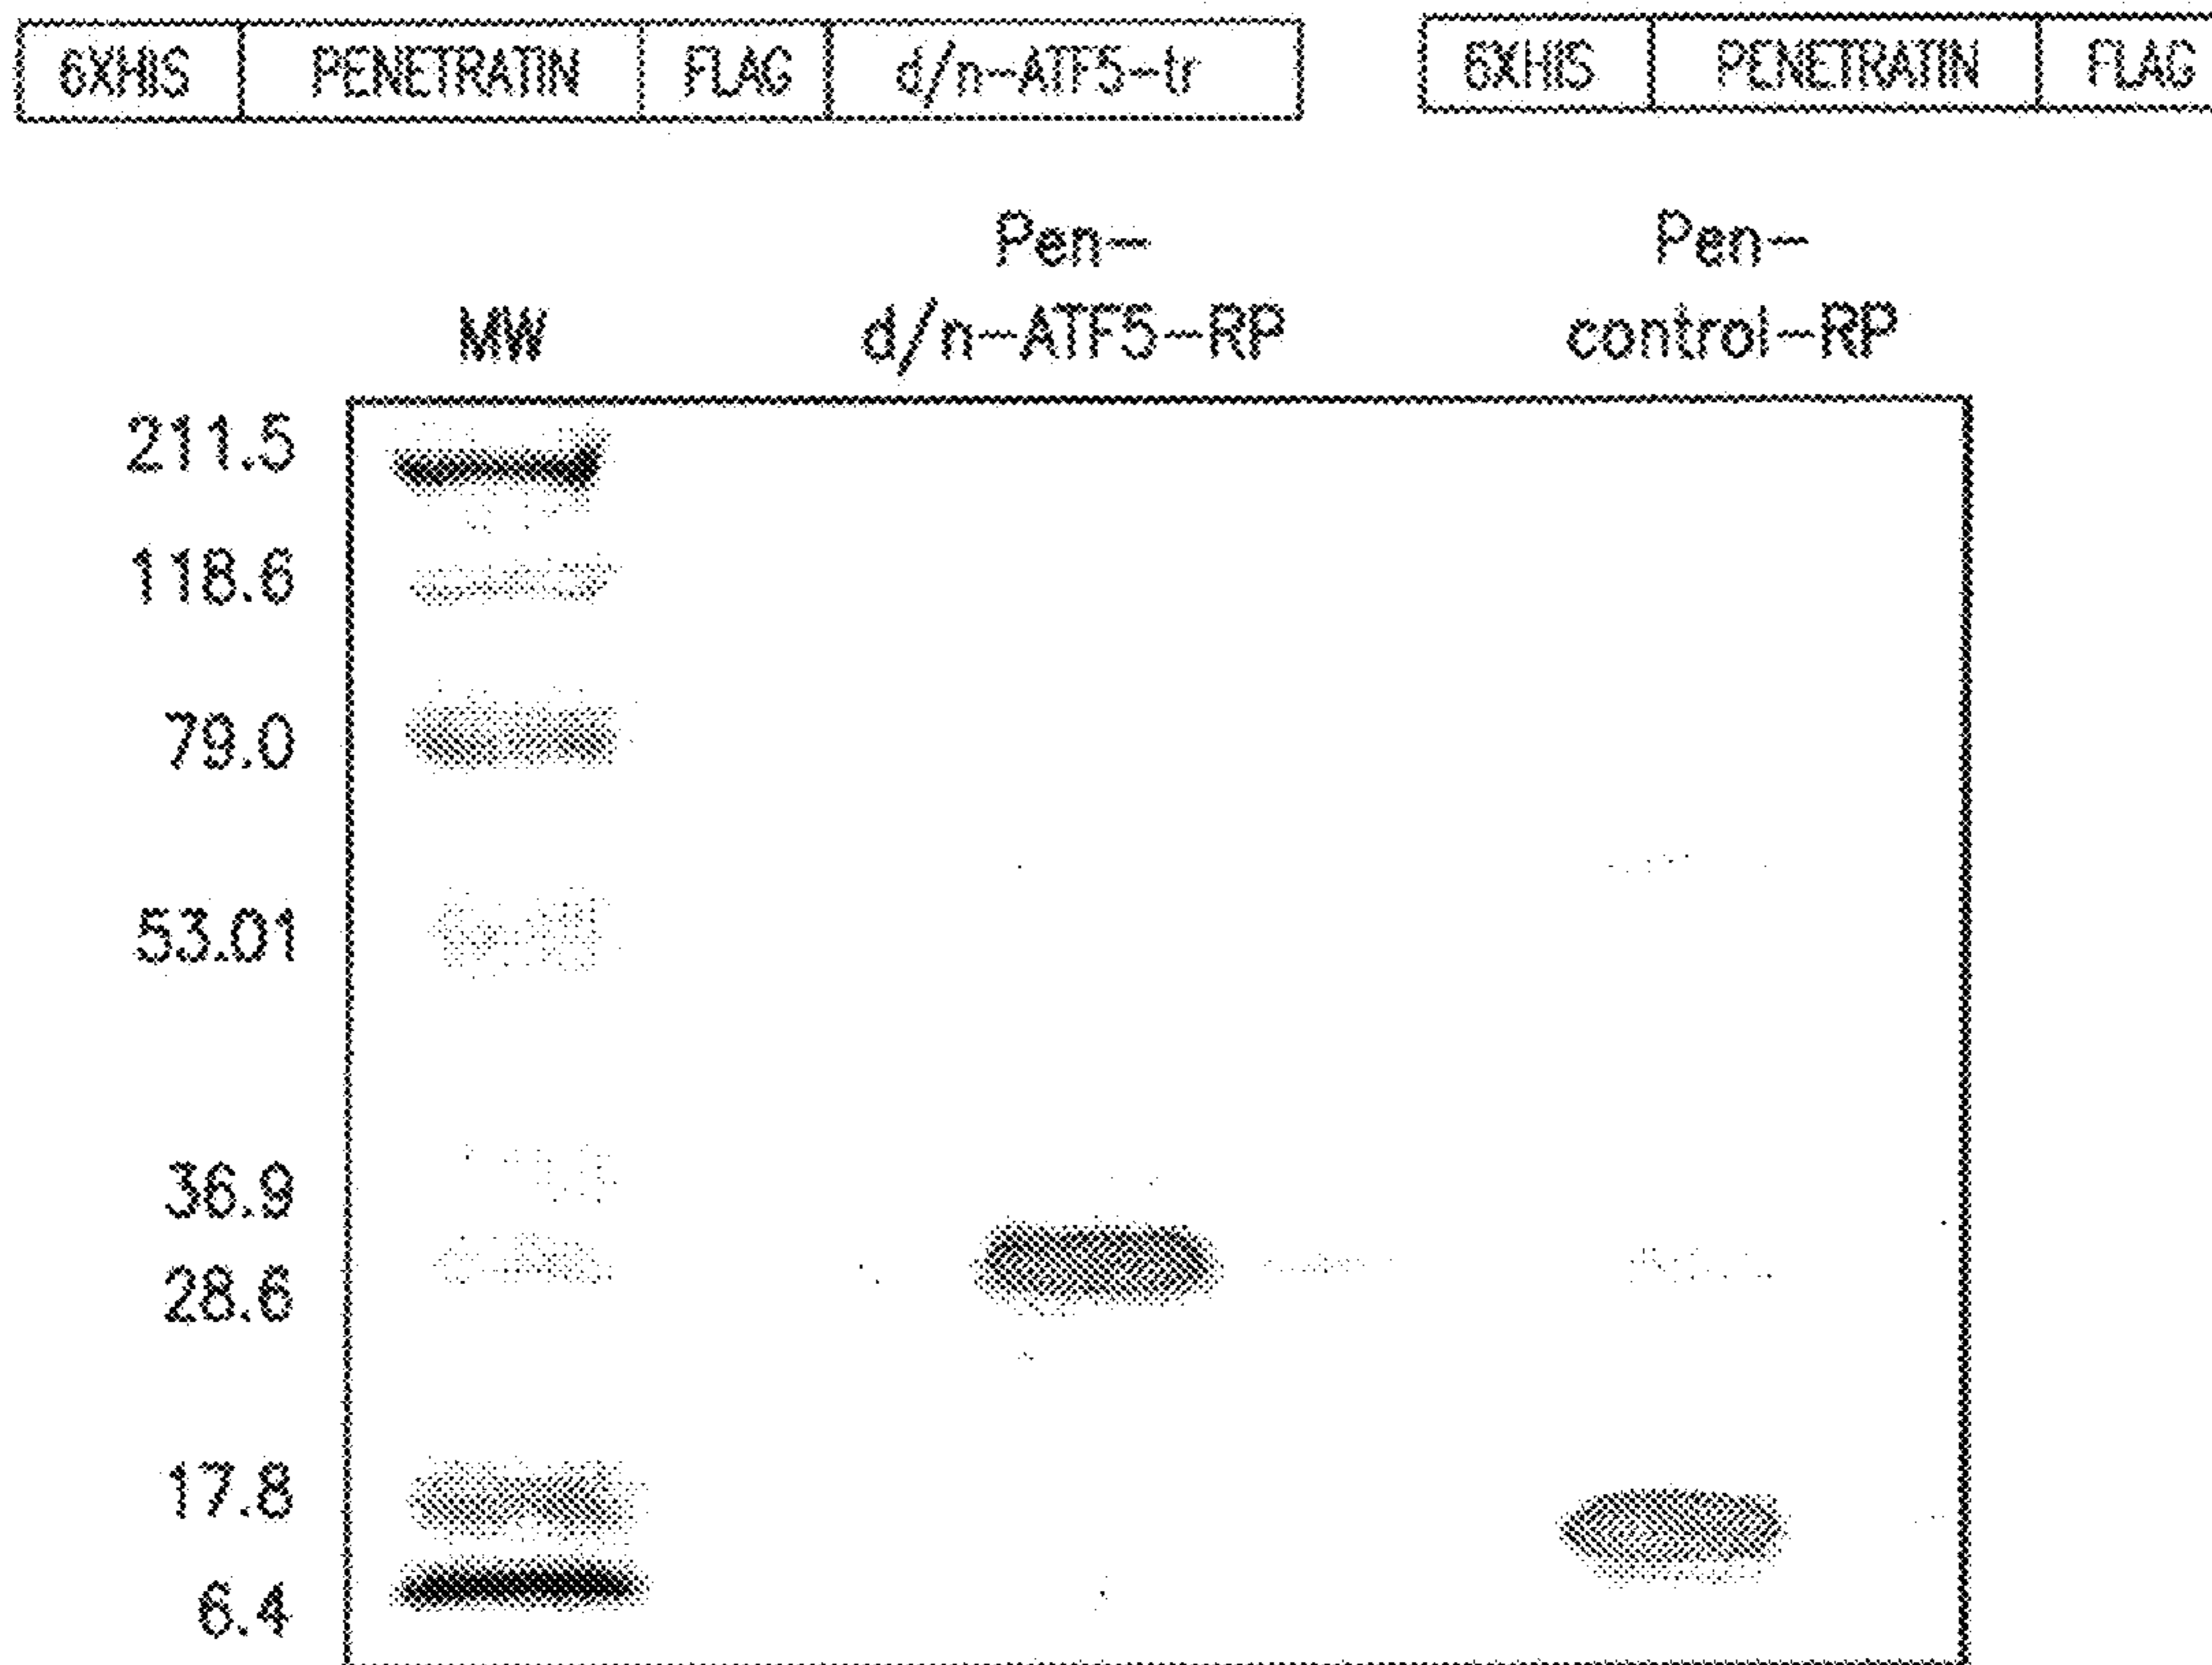 6XHIS PENETRATIN FLAG d/n-ATF5-tr 6XHIS PENETRATIN FLAG
Pen- Pen-
MW d/n-ATF5-RP control-RP
211.5
118.6
79.0
53.01
36.9
28.6
17.8
6.4